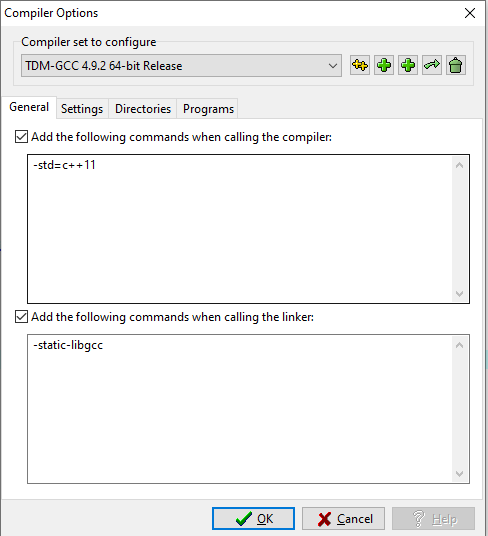 Compiler Options
Compiler set to configure
TDM-GCC 4.9.2 64-bit Release
General Settings Directories Programs
Add the following commands when calling the compiler:
-std=c++11
Add the following commands when calling the linker:
-static-libgcc
OK Cancel Help